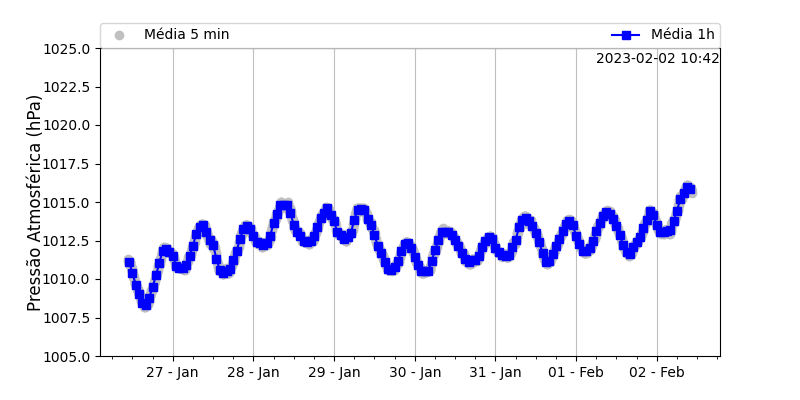 Média 5 min
Média 1h
2023-02-02 10:42
Pressão Atmosférica (hPa)
1025.0
1022.5
1020.0
1017.5
1015.0
1012.5
1010.0
1007.5
1005.0
27 - Jan
28 - Jan
29 - Jan
30 - Jan
31 - Jan
01 - Feb
02 - Feb